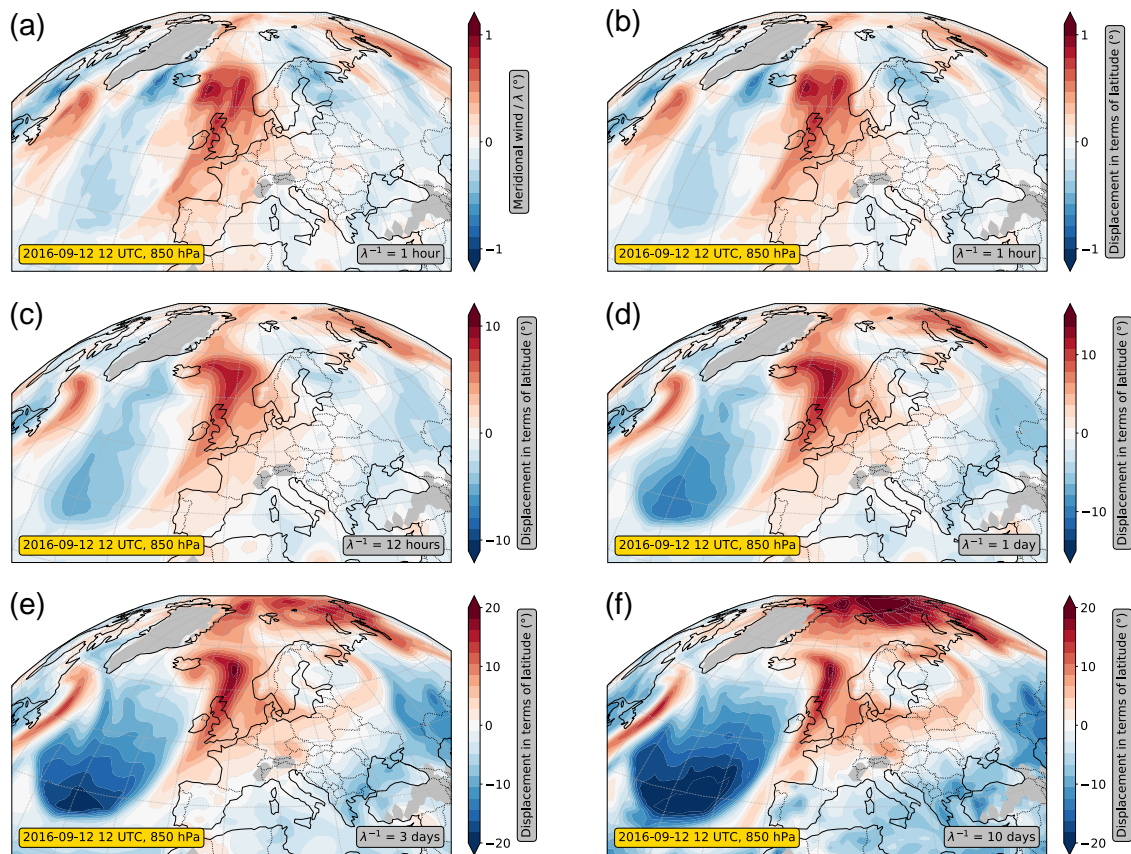 (a)
1
0
−1
Meridional wind / λ (°)
2016-09-12 12 UTC, 850 hPa
λ⁻¹ = 1 hour
(b)
1
0
−1
Displacement in terms of latitude (°)
2016-09-12 12 UTC, 850 hPa
λ⁻¹ = 1 hour
(c)
10
0
−10
Displacement in terms of latitude (°)
2016-09-12 12 UTC, 850 hPa
λ⁻¹ = 12 hours
(d)
10
0
−10
Displacement in terms of latitude (°)
2016-09-12 12 UTC, 850 hPa
λ⁻¹ = 1 day
(e)
20
10
0
−10
−20
Displacement in terms of latitude (°)
2016-09-12 12 UTC, 850 hPa
λ⁻¹ = 3 days
(f)
20
10
0
−10
−20
Displacement in terms of latitude (°)
2016-09-12 12 UTC, 850 hPa
λ⁻¹ = 10 days